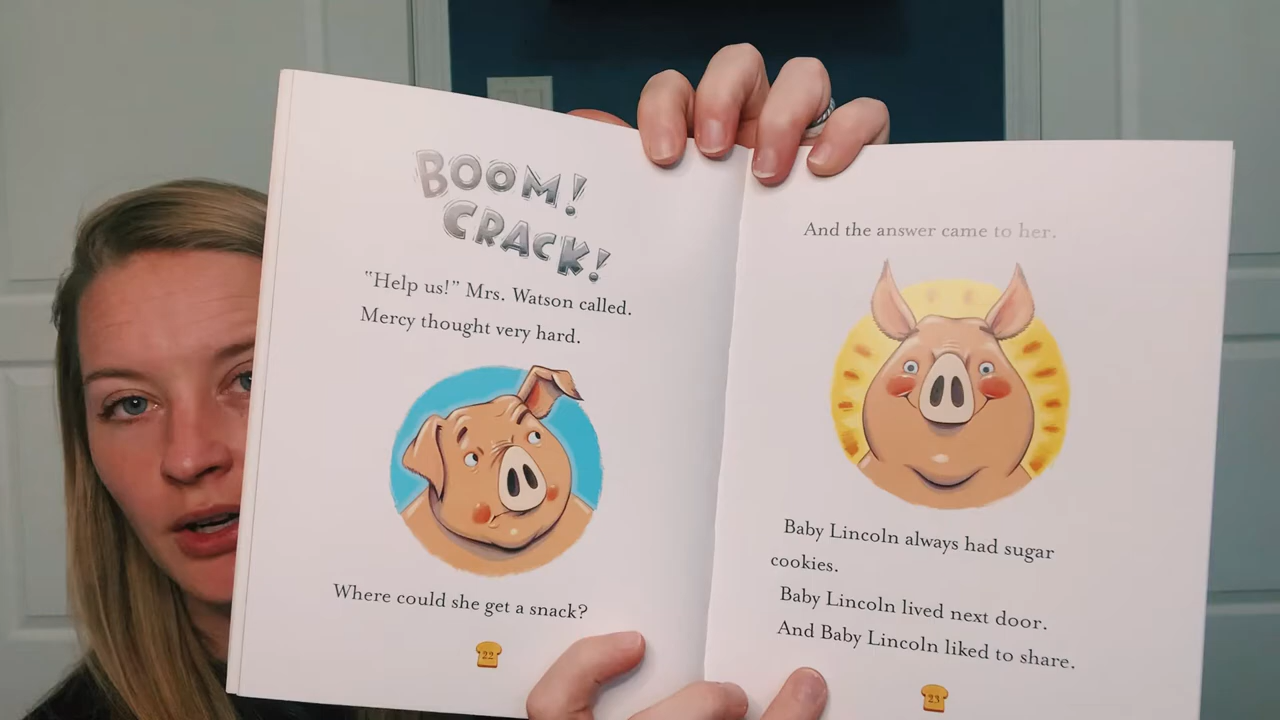 BOOM!
CRACK!
"Help us!" Mrs. Watson called.
Mercy thought very hard.
Where could she get a snack?
22
And the answer came to her.
Baby Lincoln always had sugar
cookies.
Baby Lincoln lived next door.
And Baby Lincoln liked to share.
23